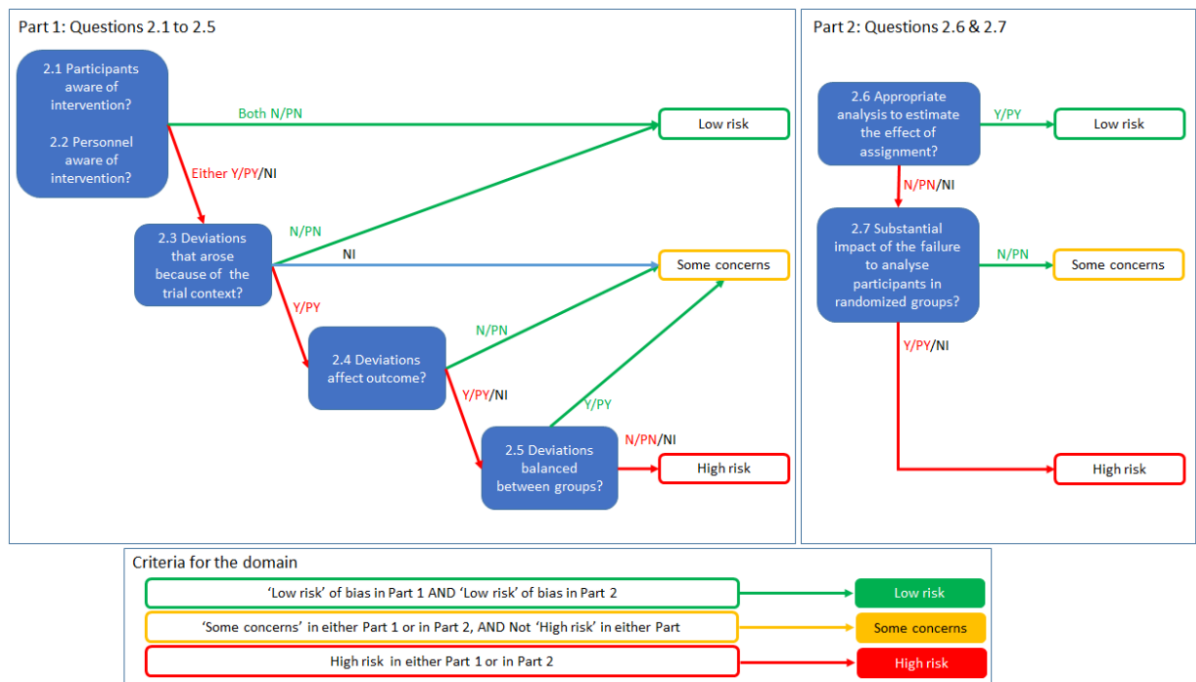 Part 1: Questions 2.1 to 2.5
2.1 Participants
aware of
intervention?
2.2 Personnel
aware of
intervention?
Both N/PN
Low risk
Either Y/PY/NI
2.3 Deviations
that arose
because of the
trial context?
N/PN
NI
Some concerns
Y/PY
2.4 Deviations
affect outcome?
N/PN
Y/PY/NI
Y/PY
2.5 Deviations
balanced
between groups?
N/PN/NI
High risk
Part 2: Questions 2.6 & 2.7
2.6 Appropriate
analysis to estimate
the effect of
assignment?
Y/PY
Low risk
N/PN/NI
2.7 Substantial
impact of the failure
to analyse
participants in
randomized groups?
N/PN
Some concerns
Y/PY/NI
High risk
Criteria for the domain
‘Low risk’ of bias in Part 1 AND ‘Low risk’ of bias in Part 2
Low risk
‘Some concerns’ in either Part 1 or in Part 2, AND Not ‘High risk’ in either Part
Some concerns
High risk in either Part 1 or in Part 2
High risk